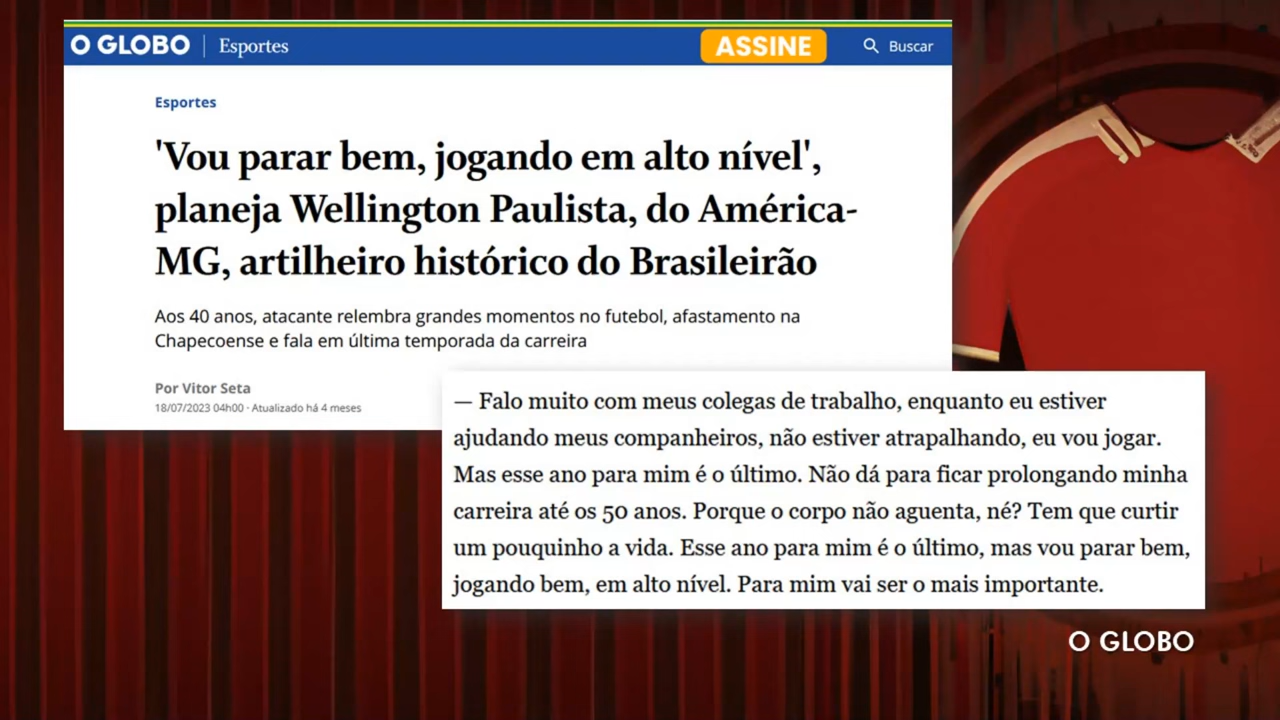 O GLOBO Esportes ASSINE Buscar
Esportes
'Vou parar bem, jogando em alto nível',
planeja Wellington Paulista, do América-
MG, artilheiro histórico do Brasileirão
Aos 40 anos, atacante relembra grandes momentos no futebol, afastamento na
Chapecoense e fala em última temporada da carreira
Por Vitor Seta
18/07/2023 04h00 · Atualizado há 4 meses
— Falo muito com meus colegas de trabalho, enquanto eu estiver
ajudando meus companheiros, não estiver atrapalhando, eu vou jogar.
Mas esse ano para mim é o último. Não dá para ficar prolongando minha
carreira até os 50 anos. Porque o corpo não aguenta, né? Tem que curtir
um pouquinho a vida. Esse ano para mim é o último, mas vou parar bem,
jogando bem, em alto nível. Para mim vai ser o mais importante.
O GLOBO